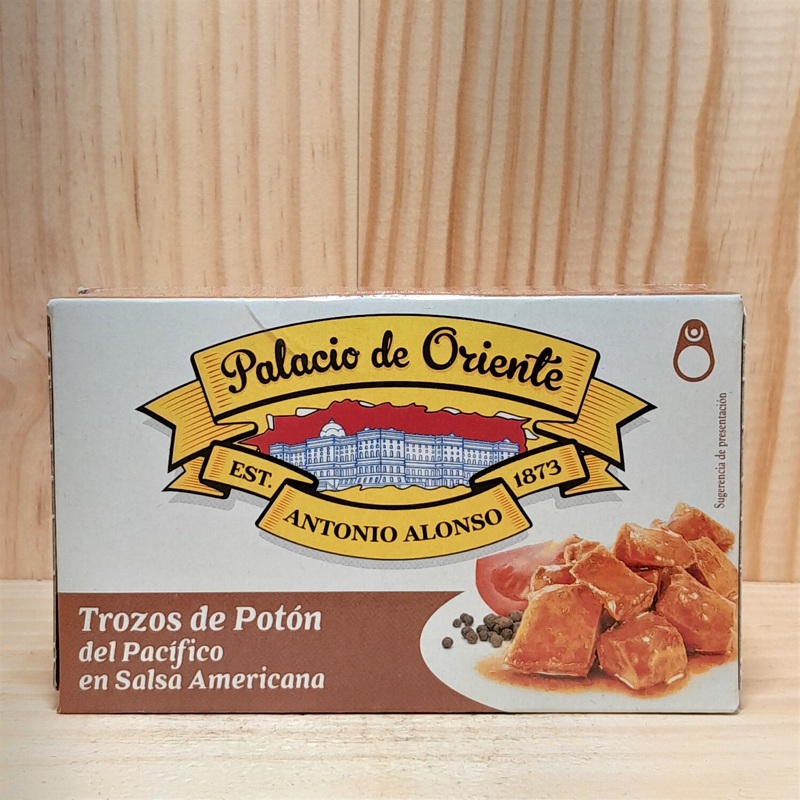 Palacio de Oriente
EST. 1873
ANTONIO ALONSO
Sugerencia de presentación
Trozos de Potón
del Pacífico
en Salsa Americana